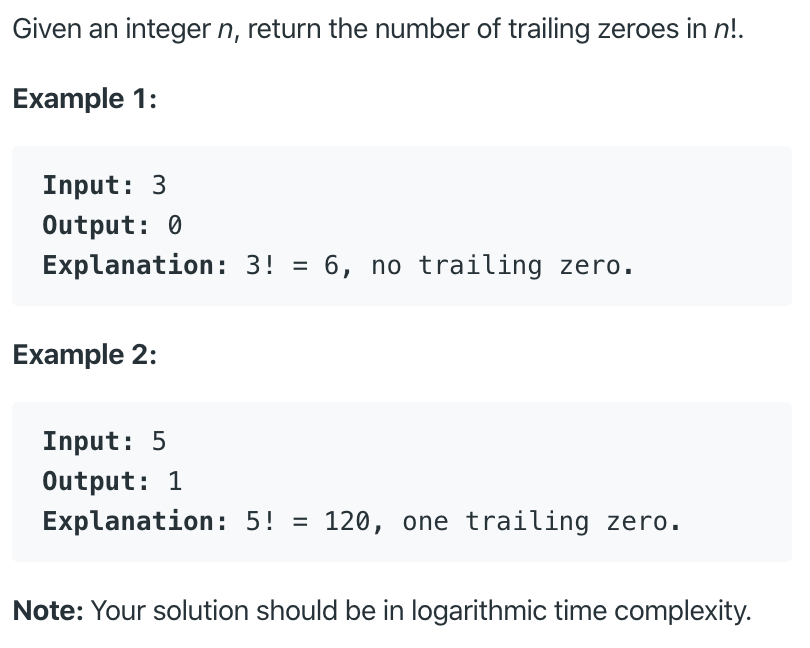 Given an integer n, return the number of trailing zeroes in n!.
Example 1:
Input: 3
Output: 0
Explanation: 3! = 6, no trailing zero.
Example 2:
Input: 5
Output: 1
Explanation: 5! = 120, one trailing zero.
Note: Your solution should be in logarithmic time complexity.